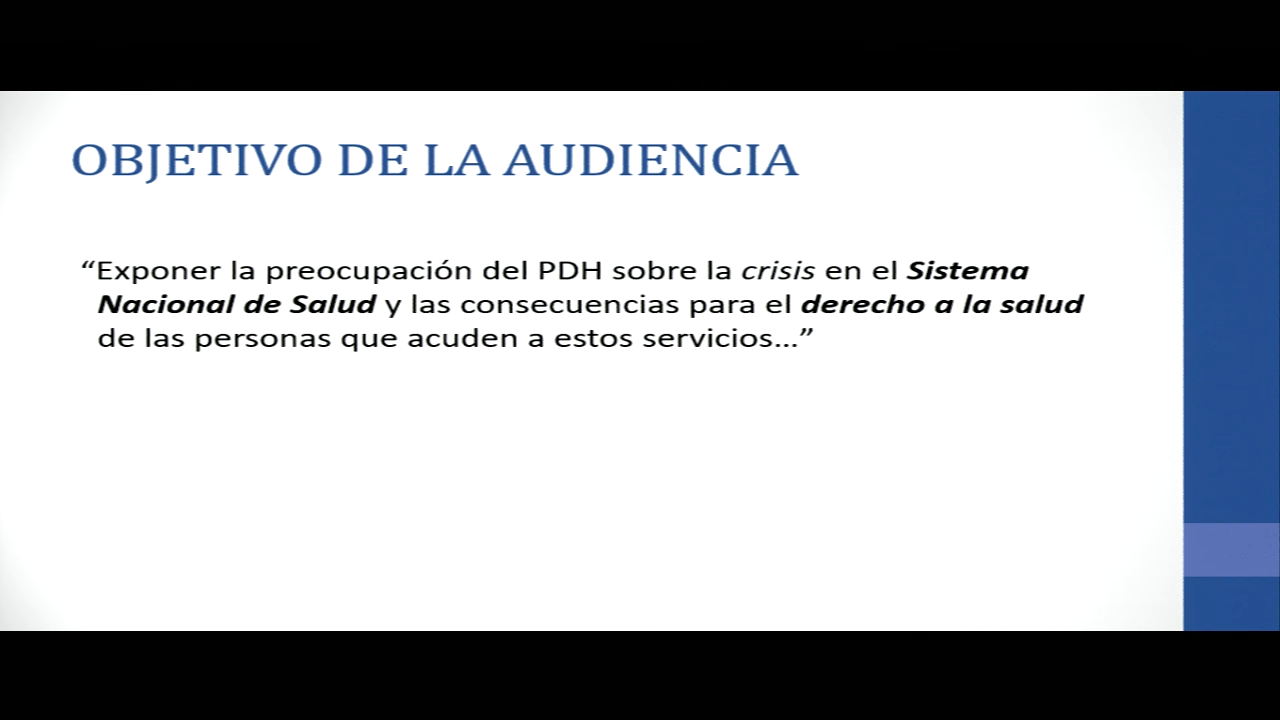 OBJETIVO DE LA AUDIENCIA
“Exponer la preocupación del PDH sobre la crisis en el Sistema
Nacional de Salud y las consecuencias para el derecho a la salud
de las personas que acuden a estos servicios...”